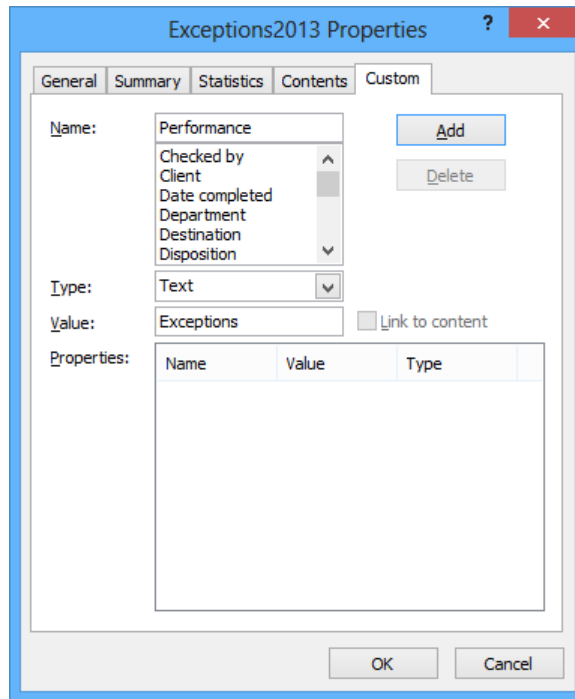 Exceptions2013 Properties ?
General Summary Statistics Contents Custom
Name: Performance Add
Checked by
Client
Date completed
Department
Destination
Disposition
Delete
Type: Text
Value: Exceptions Link to content
Properties: Name Value Type
OK Cancel